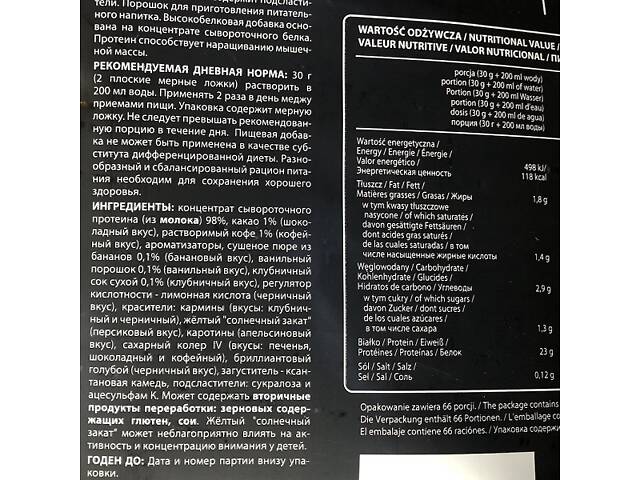 тели. Порошок для приготовления питатель-
ного напитка. Высокобелковая добавка осно-
вана на концентрате сывороточного белка.
Протеин способствует наращиванию мышеч-
ной массы.
РЕКОМЕНДУЕМАЯ ДНЕВНАЯ НОРМА: 30 г
(2 плоские мерные ложки) растворить в
200 мл воды. Применять 2 раза в день между
приемами пищи. Упаковка содержит мерную
ложку. Не следует превышать рекомендован-
ную порцию в течение дня. Пищевая добав-
ка не может быть применена в качестве суб-
ститута дифференцированной диеты. Разно-
образный и сбалансированный рацион пита-
ния необходим для сохранения хорошего
здоровья.
ИНГРЕДИЕНТЫ: концентрат сывороточного
протеина (из молока) 98%, какао 1% (шоко-
ладный вкус), растворимый кофе 1% (кофей-
ный вкус), ароматизаторы, сушеное пюре из
бананов 0,1% (банановый вкус), ванильный
порошок 0,1% (ванильный вкус), клубничный
сок сухой 0,1% (клубничный вкус), регулятор
кислотности - лимонная кислота (черничный
вкус), красители: кармины (вкусы: клубнич-
ный и черничный), жёлтый "солнечный закат"
(персиковый вкус), каротины (апельсиновый
вкус), сахарный колер IV (вкусы: печенья,
шоколадный и кофейный), бриллиантовый
голубой (черничный вкус), загуститель - ксан-
тановая камедь, подсластители: сукралоза и
ацесульфам К. Может содержать вторичные
продукты переработки: зерновых содер-
жащих глютен, сои. Жёлтый "солнечный
закат" может неблагоприятно влиять на ак-
тивность и концентрацию внимания у детей.
ГОДЕН ДО: Дата и номер партии внизу упа-
ковки.
WARTOŚĆ ODŻYWCZA / NUTRITIONAL VALUE /
VALEUR NUTRITIVE / VALOR NUTRICIONAL / ПИ
porcja (30 g + 200 ml wody)
portion (30 g + 200 ml of water)
Portion (30 g + 200 ml Wasser)
portion (30 g + 200 ml d'eau)
dosis (30 g + 200 ml de agua)
порция (30 г + 200 мл воды)
Wartość energetyczna /
Energy / Energie / Énergie /
Valor energético /
Энергетическая ценность
498 kJ/
118 kcal
Tłuszcz / Fat / Fett /
Matières grasses / Grasas / Жиры
1,8 g
w tym kwasy tłuszczowe
nasycone / of which saturates /
davon gesättigte Fettsäuren /
dont acides gras saturés /
de las cuales saturadas / в том
числе насыщенные жирные кислоты
1,4 g
Węglowodany / Carbohydrate /
Kohlenhydrate / Glucides /
Hidratos de carbono / Углеводы
2,9 g
w tym cukry / of which sugars /
davon Zucker / dont sucres /
de los cuales azúcares /
в том числе сахара
1,3 g
Białko / Protein / Eiweiß /
Protéines / Proteínas / Белок
23 g
Sól / Salt / Salz /
Sel / Sal / Соль
0,12 g
Opakowanie zawiera 66 porcji. / The package contains
Die Verpackung enthält 66 Portionen. / L'emballage co
El embalaje contiene 66 raciónes. / Упаковка содержи